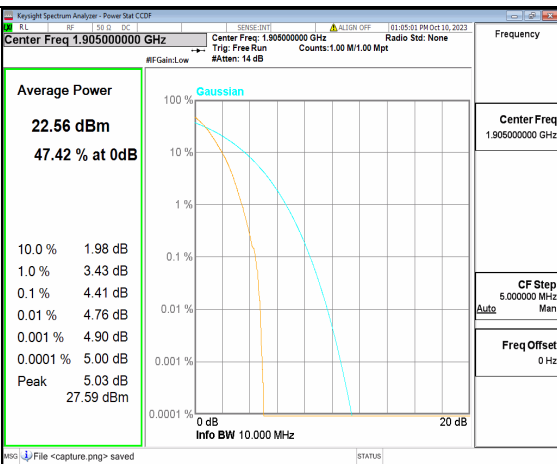 Keysight Spectrum Analyzer - Power Stat CCDF
RL RF 50 Ω DC SENSE:INT ALIGN OFF 01:05:01 PM Oct 10, 2023
Center Freq 1.905000000 GHz
Center Freq: 1.905000000 GHz Radio Std: None
Trig: Free Run Counts:1.00 M/1.00 Mpt
#IFGain:Low #Atten: 14 dB
Frequency
Average Power
22.56 dBm
47.42 % at 0dB
10.0 % 1.98 dB
1.0 % 3.43 dB
0.1 % 4.41 dB
0.01 % 4.76 dB
0.001 % 4.90 dB
0.0001 % 5.00 dB
Peak 5.03 dB
27.59 dBm
Gaussian
100 %
10 %
1 %
0.1 %
0.01 %
0.001 %
0.0001 %
0 dB 20 dB
Info BW 10.000 MHz
Center Freq
1.905000000 GHz
CF Step
5.000000 MHz
Auto Man
Freq Offset
0 Hz
MSG File <capture.png> saved STATUS